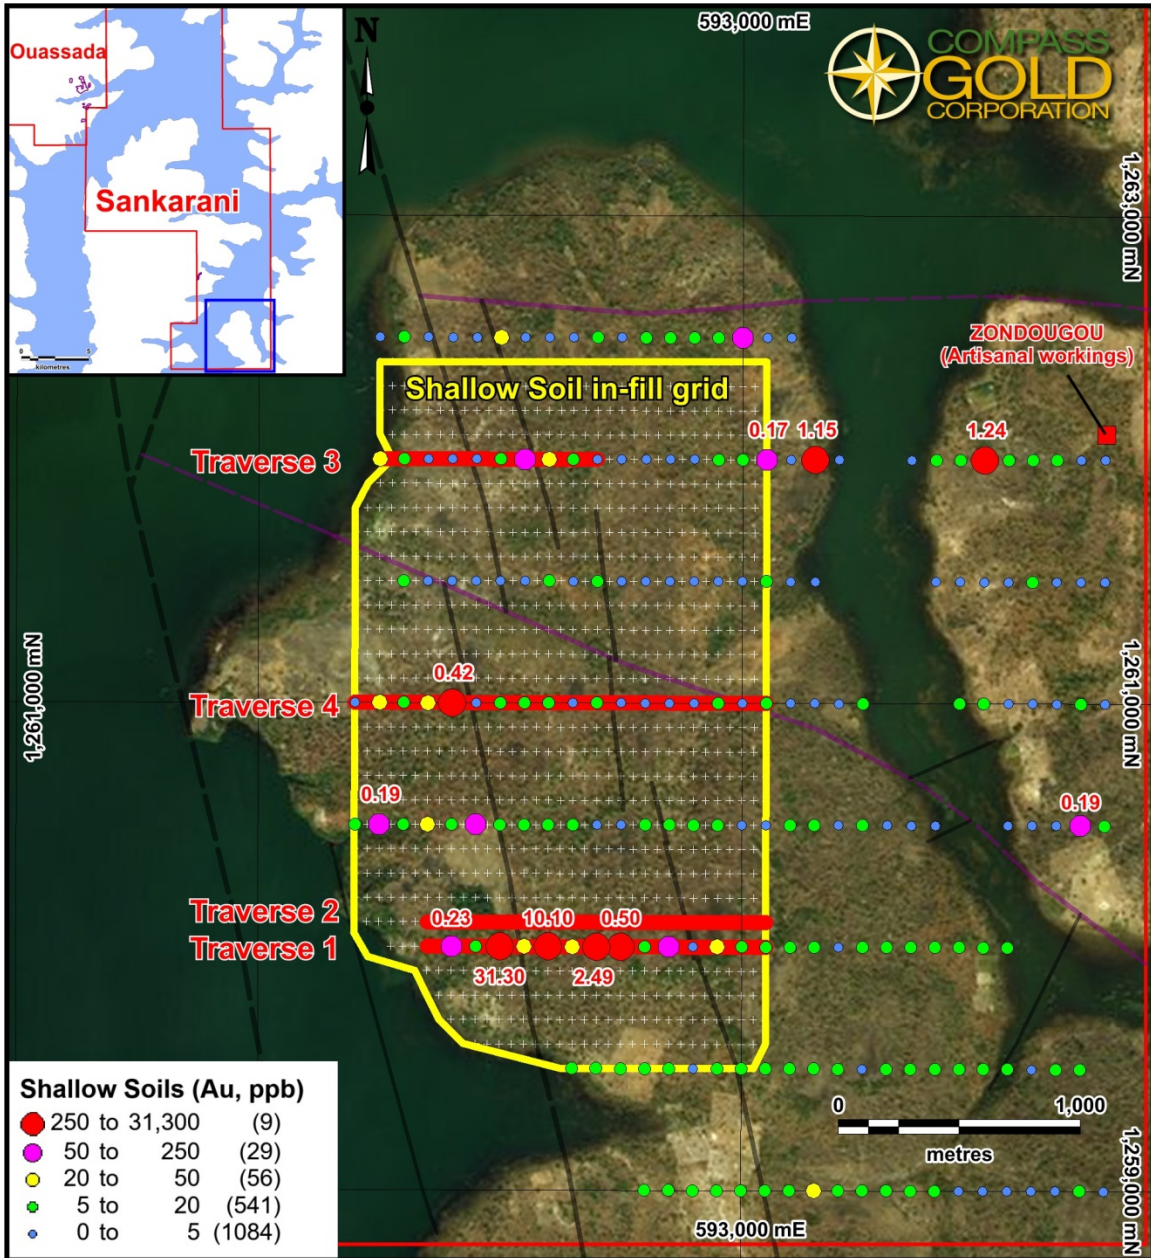 Ouassada
Sankarani
0 5
kilometres
N
593,000 mE
COMPASS
GOLD
CORPORATION
1,263,000 mN
ZONDOUGOU
(Artisanal workings)
Shallow Soil in-fill grid
0.17 1.15 1.24
Traverse 3
1,261,000 mN
1,261,000 mN
0.42
Traverse 4
0.19
0.19
Traverse 2
0.23 10.10 0.50
Traverse 1
31.30 2.49
Shallow Soils (Au, ppb)
250 to 31,300 (9)
50 to 250 (29)
20 to 50 (56)
5 to 20 (541)
0 to 5 (1084)
0 1,000
metres
1,259,000 mN
593,000 mE